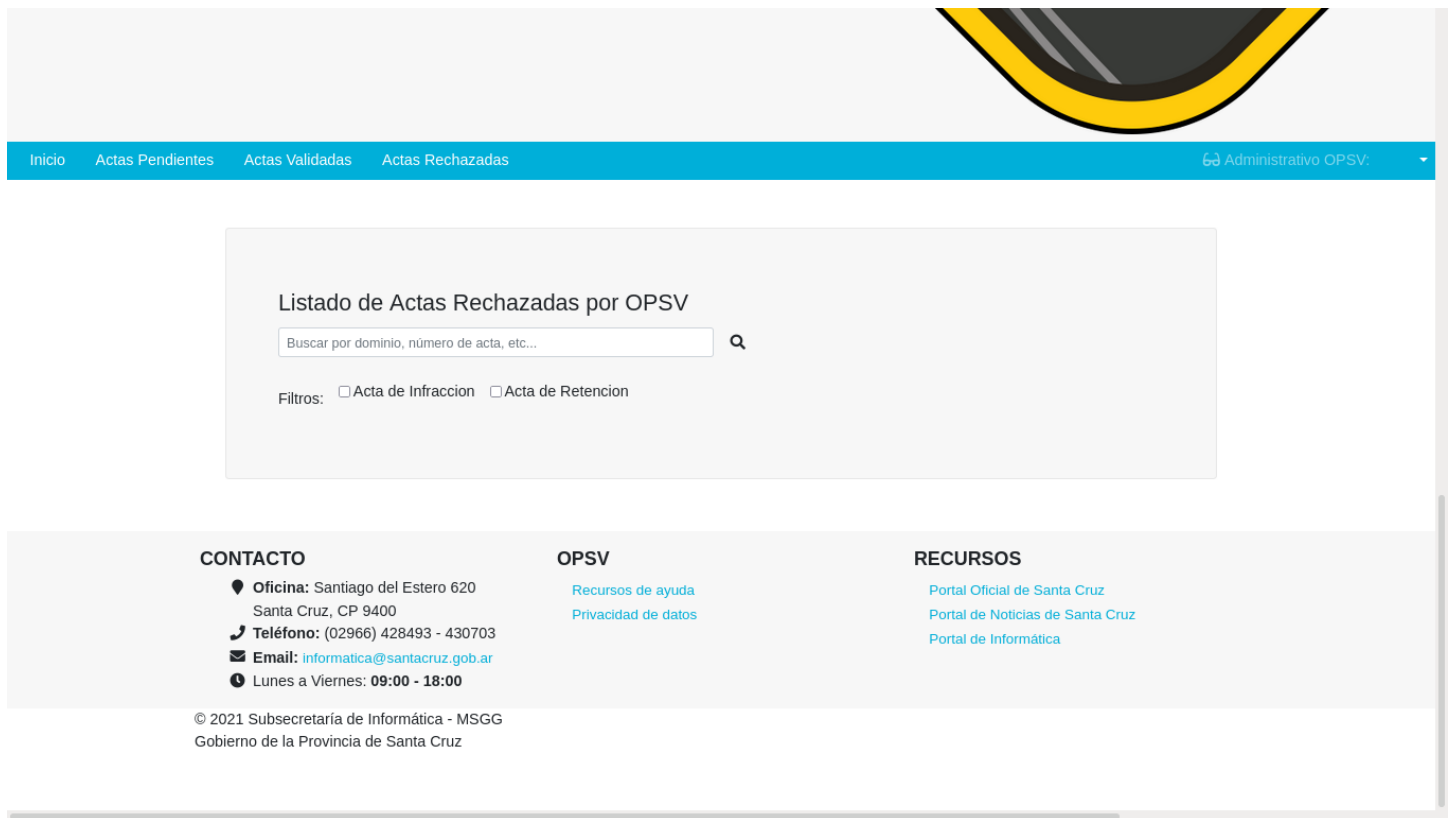 Inicio Actas Pendientes Actas Validadas Actas Rechazadas Administrativo OPSV:
Listado de Actas Rechazadas por OPSV
Buscar por dominio, número de acta, etc...
Filtros: Acta de Infraccion Acta de Retencion
CONTACTO
Oficina: Santiago del Estero 620
Santa Cruz, CP 9400
Teléfono: (02966) 428493 - 430703
Email: informatica@santacruz.gob.ar
Lunes a Viernes: 09:00 - 18:00
OPSV
Recursos de ayuda
Privacidad de datos
RECURSOS
Portal Oficial de Santa Cruz
Portal de Noticias de Santa Cruz
Portal de Informática
© 2021 Subsecretaría de Informática - MSGG
Gobierno de la Provincia de Santa Cruz